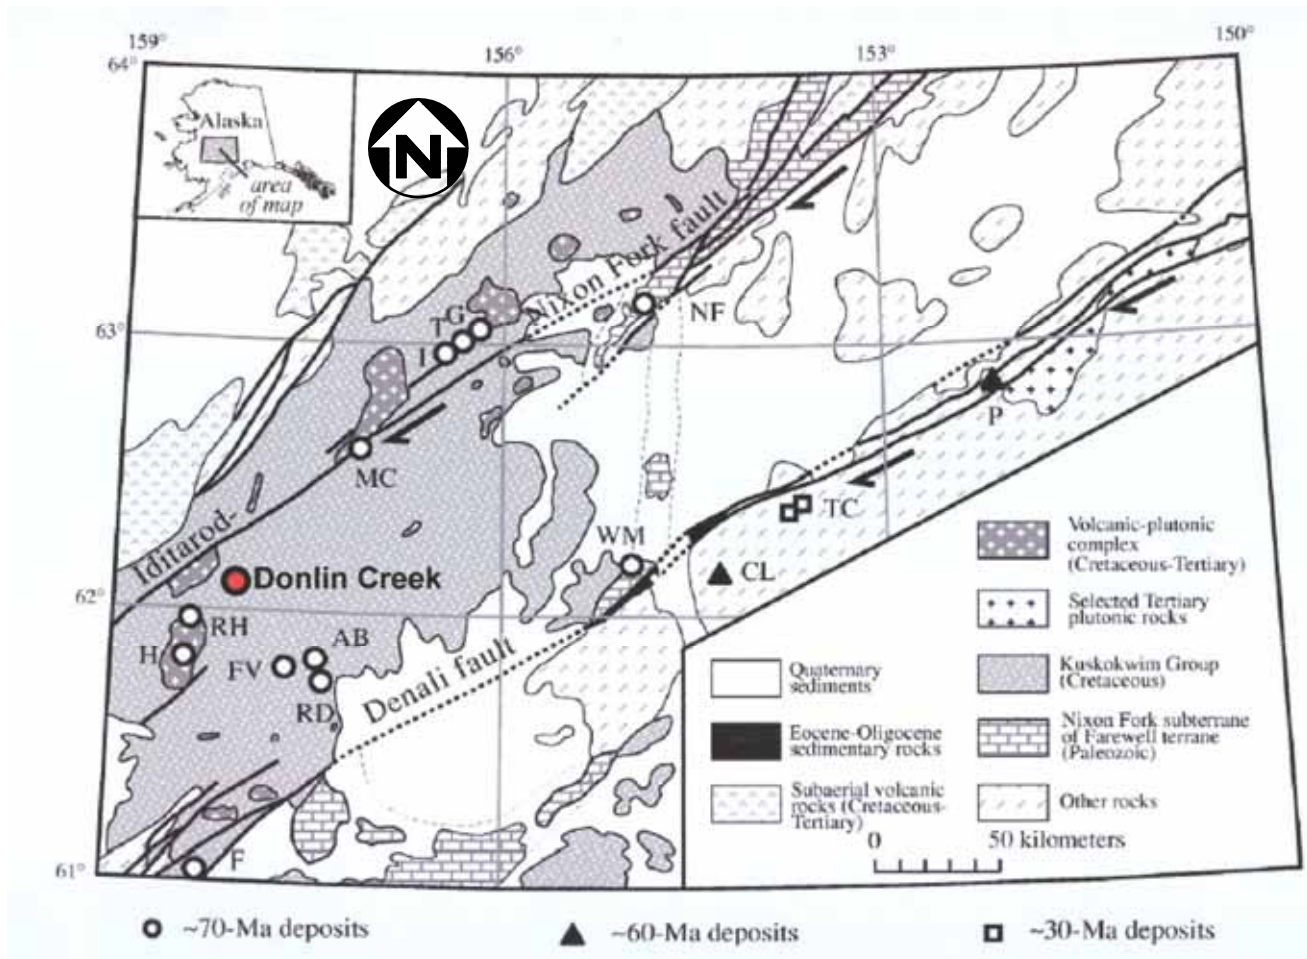 159°
156°
153°
150°
64°
Alaska
area
of map
N
Nixon Fork fault
63°
T G
I
NF
P
MC
TC
WM
CL
Iditarod-
Donlin Creek
62°
RH
H
FV
AB
RD
Denali fault
F
61°
Volcanic-plutonic
complex
(Cretaceous-Tertiary)
Selected Tertiary
plutonic rocks
Quaternary
sediments
Kuskokwim Group
(Cretaceous)
Eocene-Oligocene
sedimentary rocks
Nixon Fork subterrane
of Farewell terrane
(Paleozoic)
Subaerial volcanic
rocks (Cretaceous-
Tertiary)
Other rocks
0 50 kilometers
~70-Ma deposits
~60-Ma deposits
~30-Ma deposits